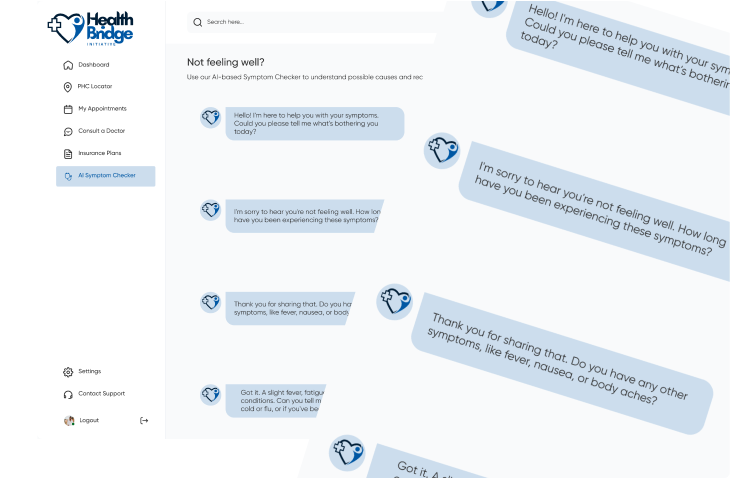 Health
Bridge
INITIATIVE
Search here...
Dashboard
PHC Locator
My Appointments
Consult a Doctor
Insurance Plans
AI Symptom Checker
Settings
Contact Support
Logout
Not feeling well?
Use our AI-based Symptom Checker to understand possible causes and rec
Hello! I'm here to help you with your symptoms.
Could you please tell me what's bothering you
today?
I'm sorry to hear you're not feeling well. How lon
have you been experiencing these symptoms?
Thank you for sharing that. Do you ha
symptoms, like fever, nausea, or body
Got it. A slight fever, fatigu
conditions. Can you tell m
cold or flu, or if you've be
Hello! I'm here to help you with your sym
Could you please tell me what's botherin
today?
I'm sorry to hear you're not feeling well. How long
have you been experiencing these symptoms?
Thank you for sharing that. Do you have any other
symptoms, like fever, nausea, or body aches?
Got it. A